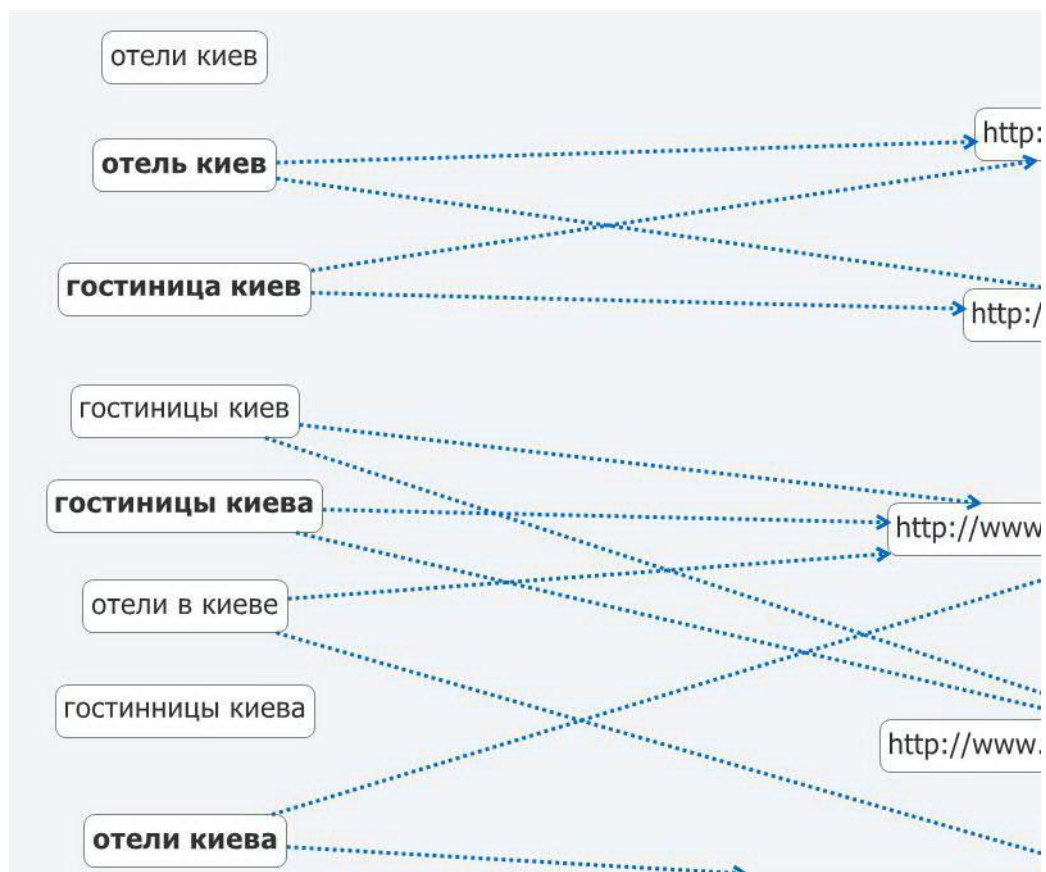 отели киев
http:
отель киев
гостиница киев
http:/
гостиницы киев
гостиницы киева
http://www
отели в киеве
гостинницы киева
http://www.
отели киева